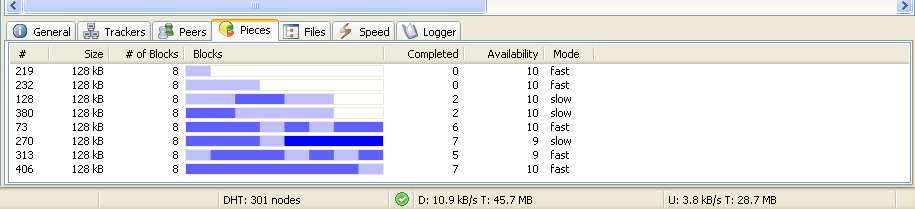 General Trackers Peers Pieces Files Speed Logger
# Size # of Blocks Blocks Completed Availability Mode
219 128 kB 8 0 10 fast
232 128 kB 8 0 10 fast
128 128 kB 8 2 10 slow
380 128 kB 8 2 10 slow
73 128 kB 8 6 10 fast
270 128 kB 8 7 9 slow
313 128 kB 8 5 9 fast
406 128 kB 8 7 10 fast
DHT: 301 nodes D: 10.9 kB/s T: 45.7 MB U: 3.8 kB/s T: 28.7 MB